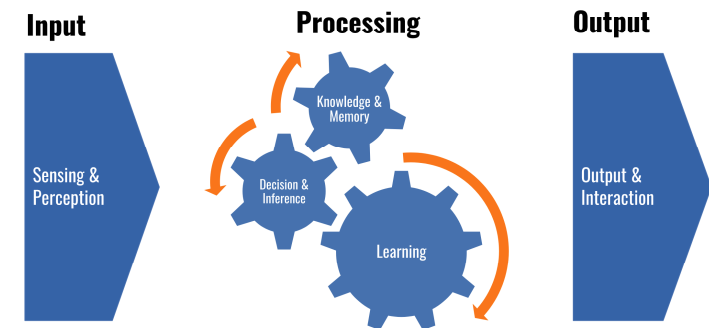 Input
Processing
Output
Sensing &
Perception
Knowledge &
Memory
Decision &
Inference
Learning
Output &
Interaction